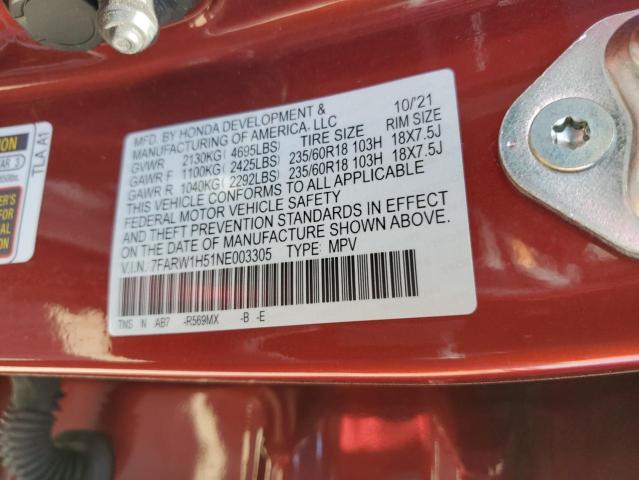 MFD. BY HONDA DEVELOPMENT & 10/'21
MANUFACTURING OF AMERICA, LLC
GVWR 2130KG( 4695LBS) TIRE SIZE RIM SIZE
GAWR F 1100KG( 2425LBS) 235/60R18 103H 18X7.5J
GAWR R 1040KG( 2292LBS) 235/60R18 103H 18X7.5J
THIS VEHICLE CONFORMS TO ALL APPLICABLE
FEDERAL MOTOR VEHICLE SAFETY
AND THEFT PREVENTION STANDARDS IN EFFECT
ON THE DATE OF MANUFACTURE SHOWN ABOVE.
V.I.N. 7FARW1H51NE003305 TYPE: MPV
TNS N AB7 -R569MX -B -E
TLA A1